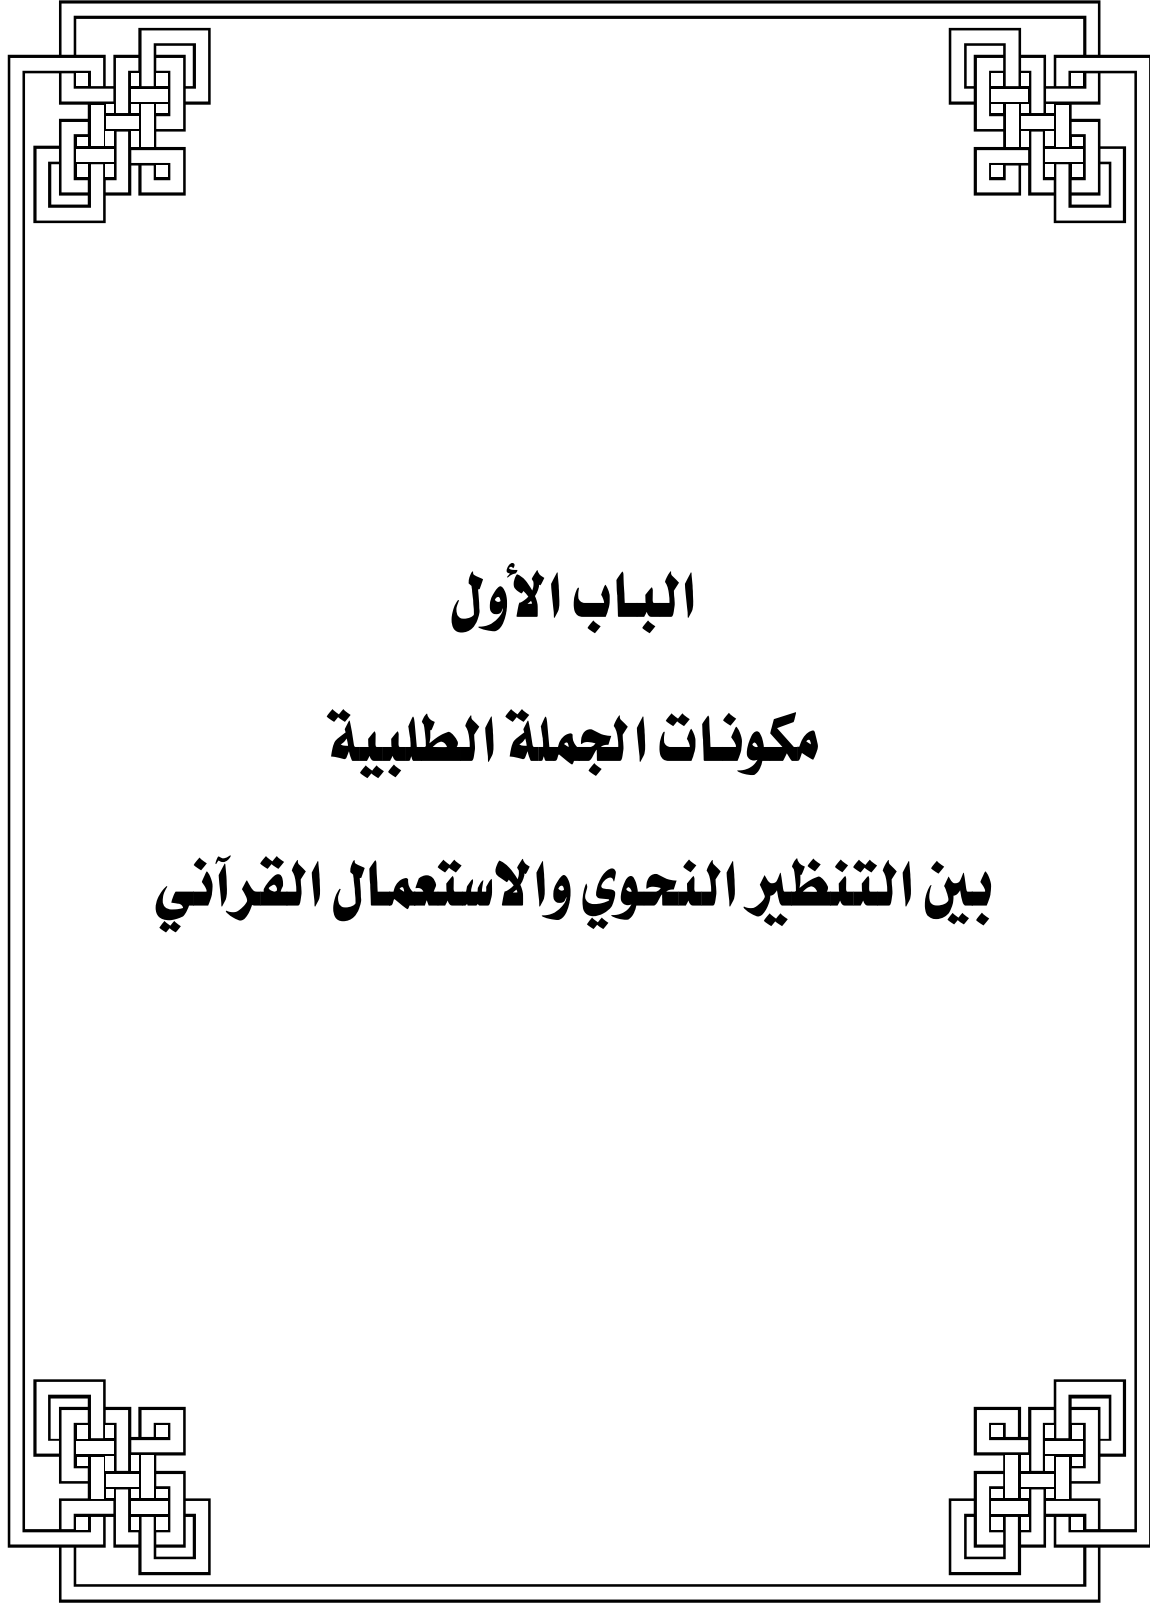 الباب الأول
مكونات الجملة الطلبية
بين التنظير النحوي والاستعمال القرآني